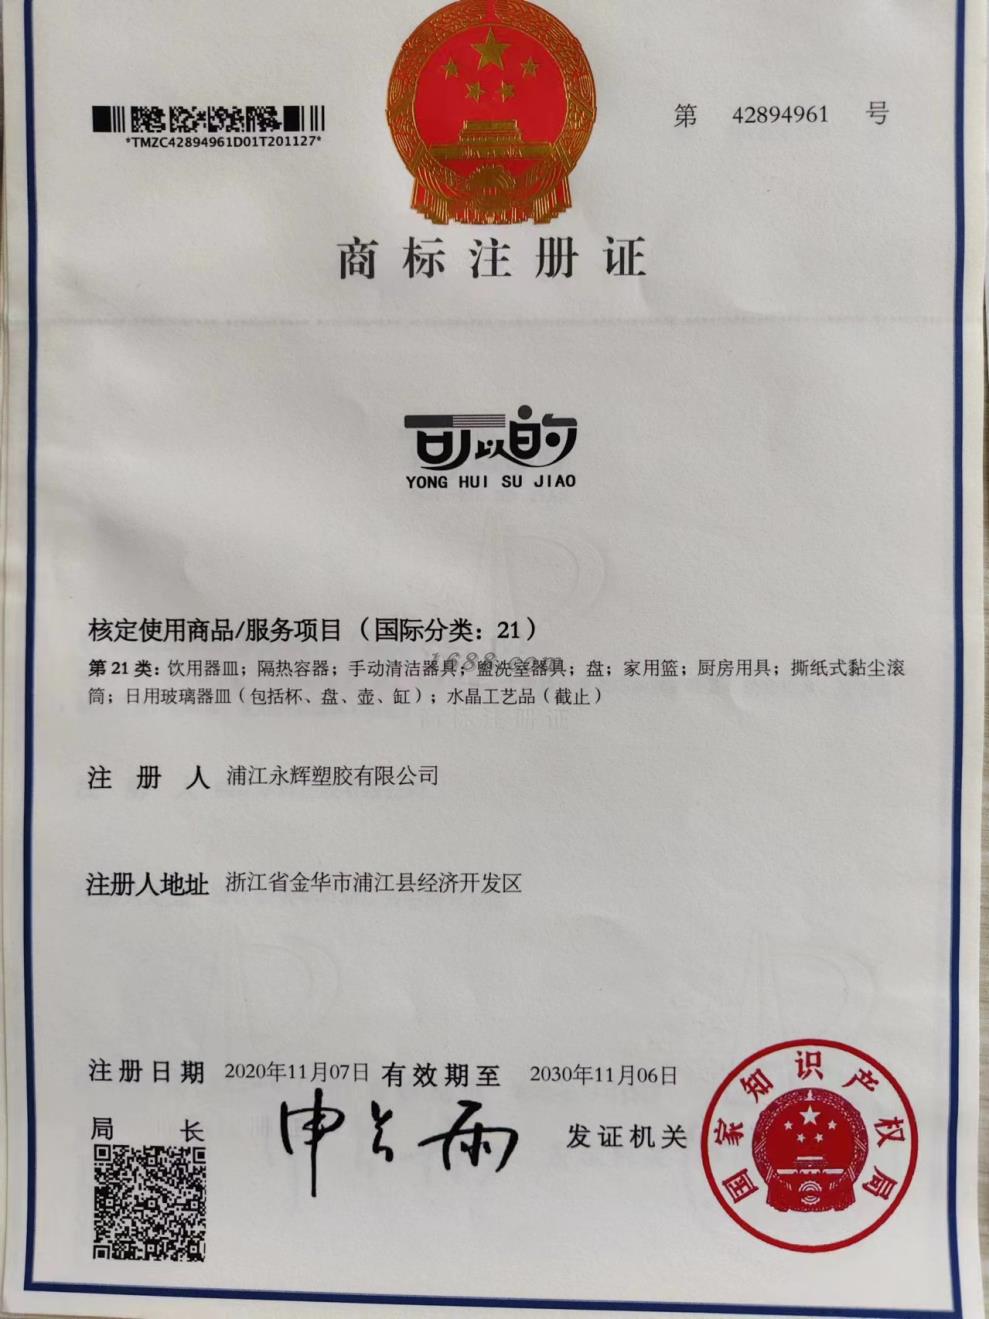 第 42894961 号
*TMZC42894961D01T201127*
商标注册证
可以的
YONG HUI SU JIAO
核定使用商品/服务项目（国际分类：21）
第21类：饮用器皿；隔热容器；手动清洁器具；盥洗室器具；盘；家用篮；厨房用具；撕纸式黏尘滚
筒；日用玻璃器皿（包括杯、盘、壶、缸）；水晶工艺品（截止）
1688.com
注册人 浦江永辉塑胶有限公司
注册人地址 浙江省金华市浦江县经济开发区
注册日期 2020年11月07日 有效期至 2030年11月06日
局长 申长雨 发证机关
国家知识产权局